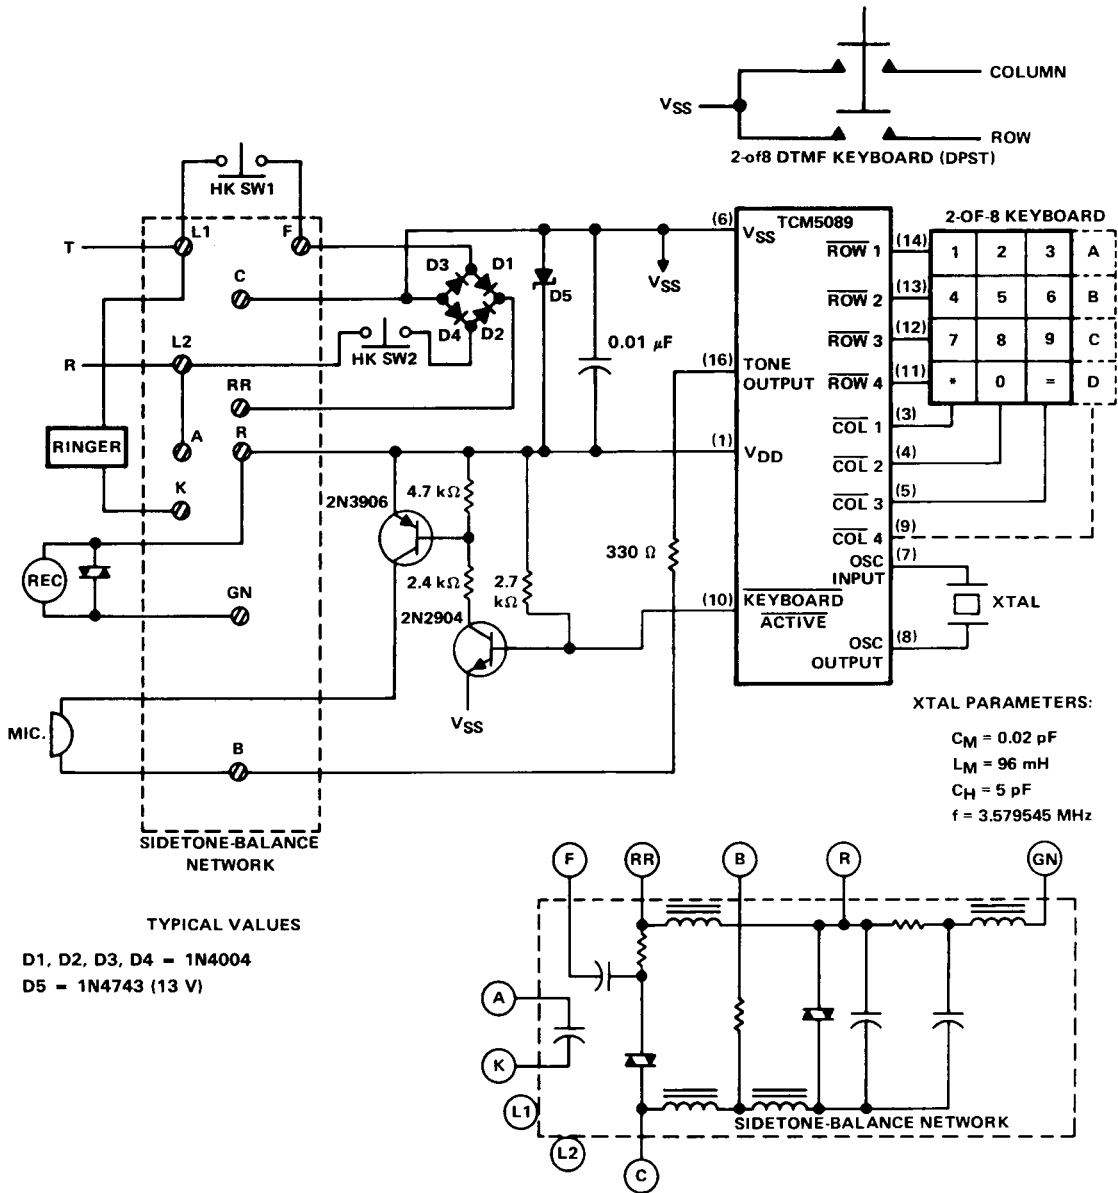 COLUMN
VSS
ROW
2-of8 DTMF KEYBOARD (DPST)
HK SW1
T
L1
F
C
D3
D1
D4
D2
HK SW2
R
L2
RR
A
R
RINGER
K
REC
GN
MIC.
B
SIDETONE-BALANCE
NETWORK
D5
0.01 μF
VSS
2N3906
4.7 kΩ
2.4 kΩ
2N2904
2.7
kΩ
VSS
330 Ω
TCM5089
(6)
VSS
(16)
TONE
OUTPUT
(1)
VDD
(10)
KEYBOARD
ACTIVE
ROW 1
(14)
ROW 2
(13)
ROW 3
(12)
ROW 4
(11)
COL 1
(3)
COL 2
(4)
COL 3
(5)
COL 4
(9)
OSC
INPUT
(7)
OSC
OUTPUT
(8)
2-OF-8 KEYBOARD
1 2 3 A
4 5 6 B
7 8 9 C
* 0 = D
XTAL
XTAL PARAMETERS:
CM = 0.02 pF
LM = 96 mH
CH = 5 pF
f = 3.579545 MHz
TYPICAL VALUES
D1, D2, D3, D4 = 1N4004
D5 = 1N4743 (13 V)
F
RR
B
R
GN
A
K
L1
L2
C
SIDETONE-BALANCE NETWORK